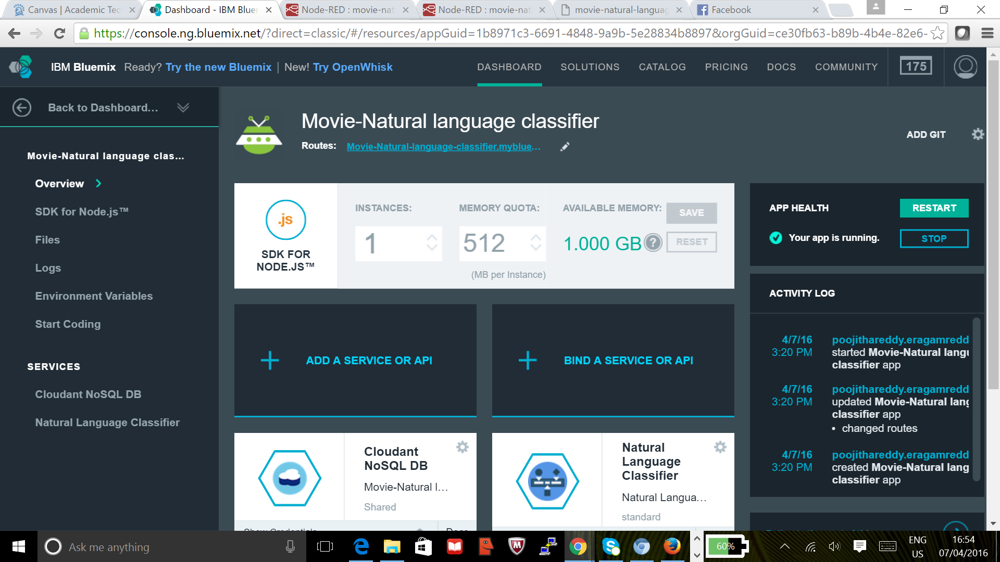 Canvas | Academic Tec
Dashboard - IBM Bluem
Node-RED : movie-nat
Node-RED : movie-nat
movie-natural-languag
Facebook
https://console.ng.bluemix.net/?direct=classic/#/resources/appGuid=1b8971c3-6691-4848-9a9b-5e28834b8897&orgGuid=ce30fb63-b89b-4b4e-82e6-
IBM Bluemix Ready? Try the new Bluemix | New! Try OpenWhisk
DASHBOARD SOLUTIONS CATALOG PRICING DOCS COMMUNITY 175
Back to Dashboard...
Movie-Natural language clas...
Overview
SDK for Node.js™
Files
Logs
Environment Variables
Start Coding
SERVICES
Cloudant NoSQL DB
Natural Language Classifier
Movie-Natural language classifier
Routes: Movie-Natural-language-classifier.myblue...
ADD GIT
.js
SDK FOR
NODE.JS™
INSTANCES:
1
MEMORY QUOTA:
512
(MB per Instance)
AVAILABLE MEMORY:
1.000 GB
?
SAVE
RESET
APP HEALTH
RESTART
Your app is running.
STOP
ADD A SERVICE OR API
BIND A SERVICE OR API
ACTIVITY LOG
4/7/16 poojithareddy.eragamredd
3:20 PM started Movie-Natural langu
classifier app
4/7/16 poojithareddy.eragamredd
3:20 PM updated Movie-Natural lang
classifier app
• changed routes
4/7/16 poojithareddy.eragamredd
3:20 PM created Movie-Natural lang
classifier app
Cloudant
NoSQL DB
Movie-Natural l...
Shared
Show Credentials
Docs
Natural
Language
Classifier
Natural Langua...
standard
Ask me anything
60%
ENG
US
16:54
07/04/2016